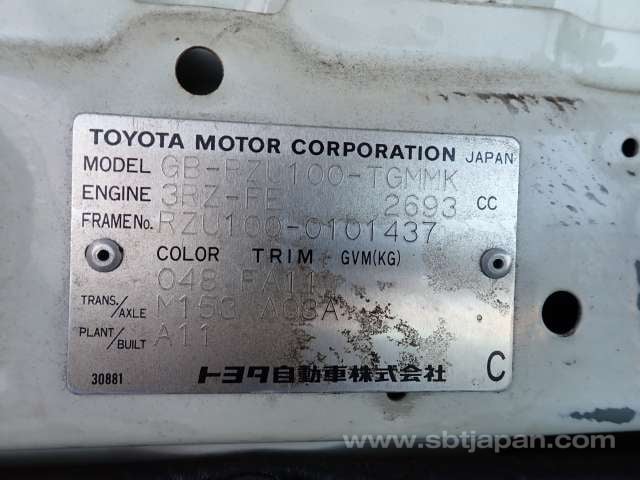 TOYOTA MOTOR CORPORATION JAPAN
MODEL GB-RZU100-TGMMK
ENGINE 3RZ-FE 2693 CC
FRAME No. RZU100-0101437
COLOR TRIM GVM(KG)
048 FA11
TRANS./AXLE M153 A03A
PLANT/BUILT A11
30881 トヨタ自動車株式会社 C
www.sbtjapan.com